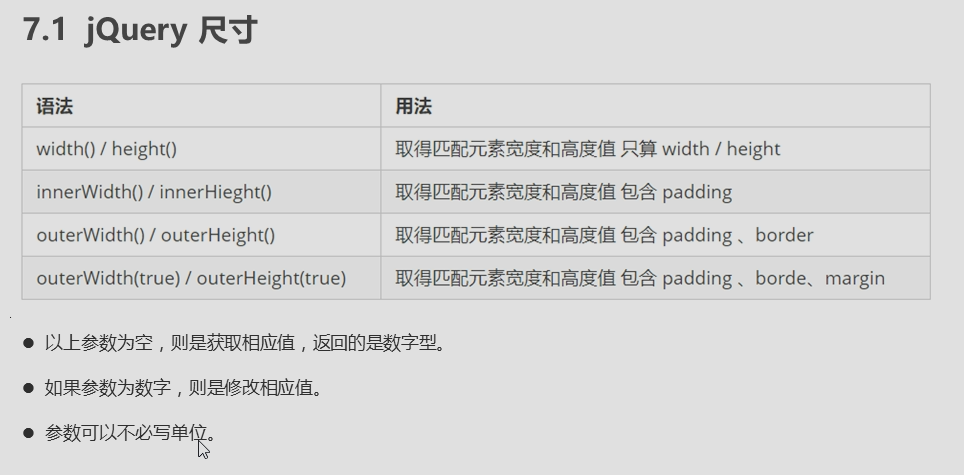 7.1 jQuery 尺寸
语法 用法
width() / height() 取得匹配元素宽度和高度值 只算 width / height
innerWidth() / innerHieght() 取得匹配元素宽度和高度值 包含 padding
outerWidth() / outerHeight() 取得匹配元素宽度和高度值 包含 padding 、border
outerWidth(true) / outerHeight(true) 取得匹配元素宽度和高度值 包含 padding 、borde、margin
● 以上参数为空，则是获取相应值，返回的是数字型。
● 如果参数为数字，则是修改相应值。
● 参数可以不必写单位。